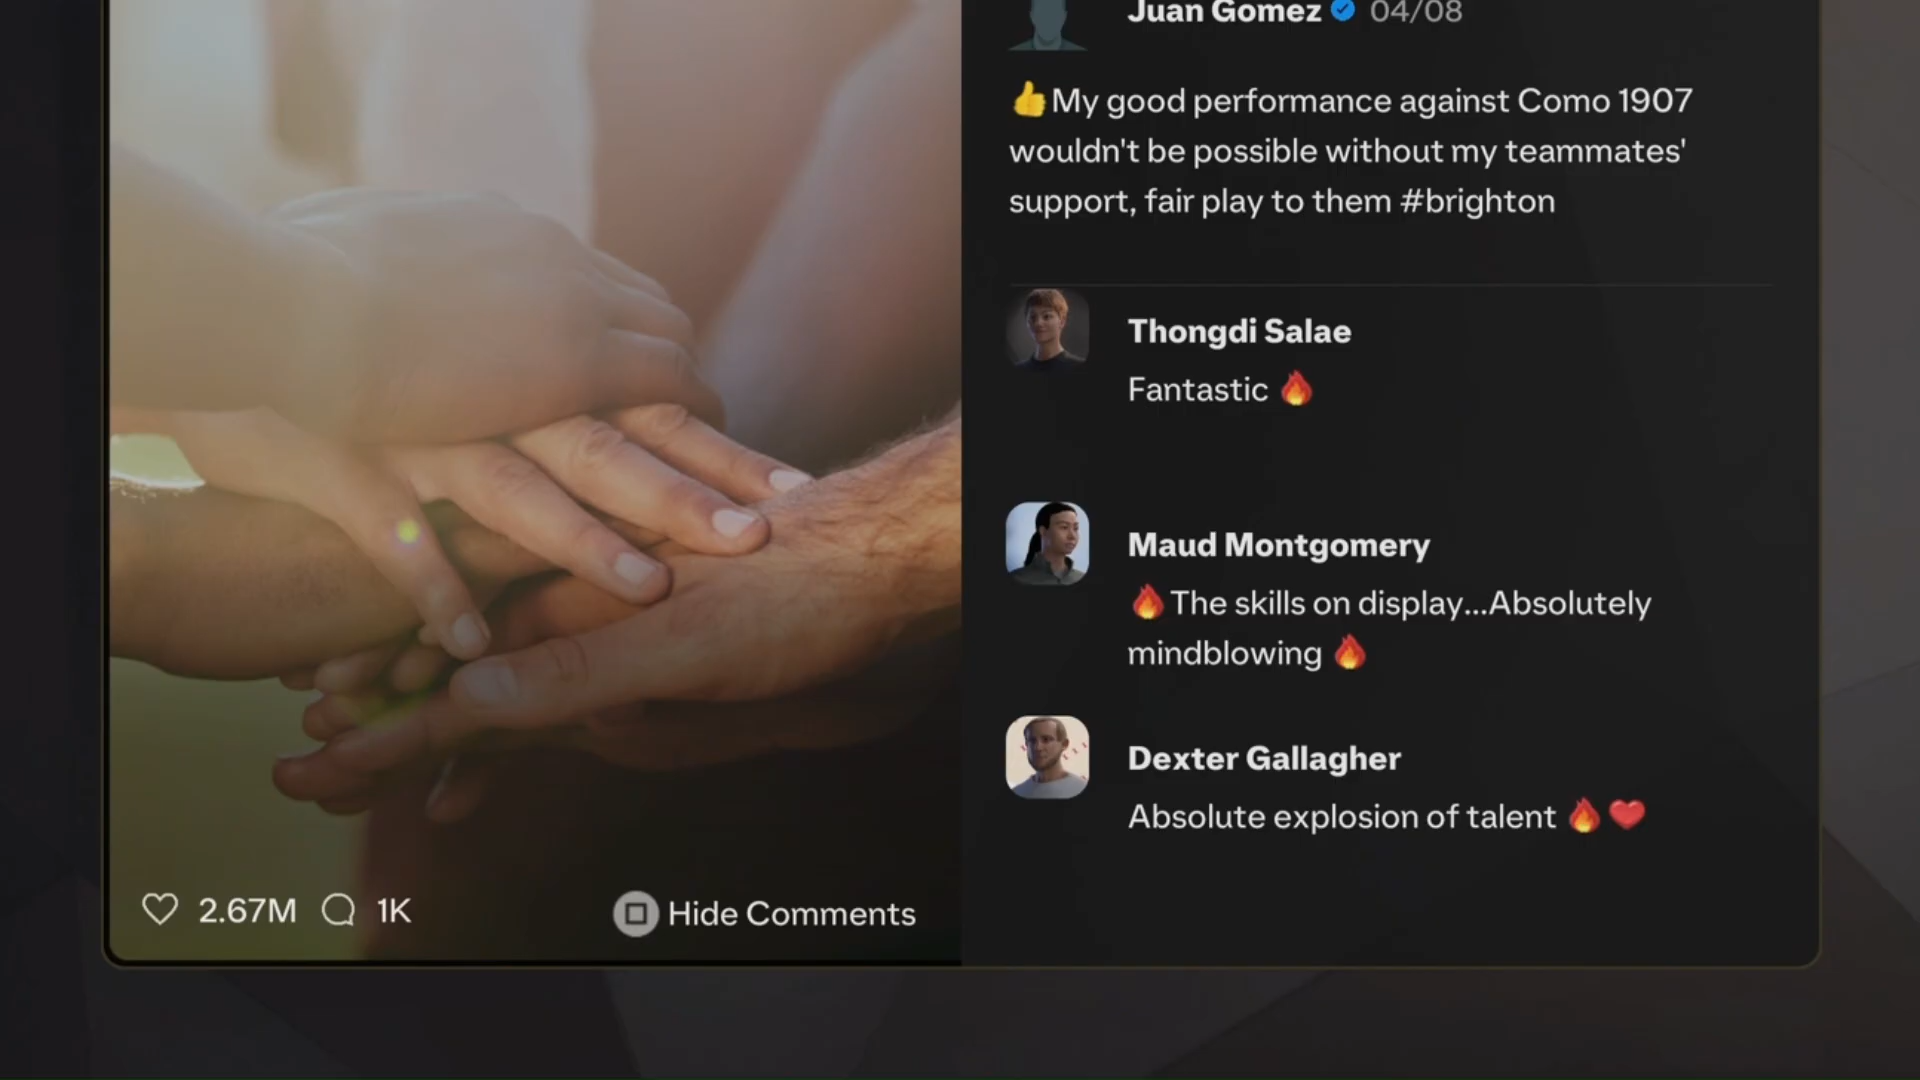 Juan Gomez 04/08
👍My good performance against Como 1907
wouldn't be possible without my teammates'
support, fair play to them #brighton
Thongdi Salae
Fantastic 🔥
Maud Montgomery
🔥The skills on display...Absolutely
mindblowing 🔥
Dexter Gallagher
Absolute explosion of talent 🔥❤️
2.67M 1K Hide Comments